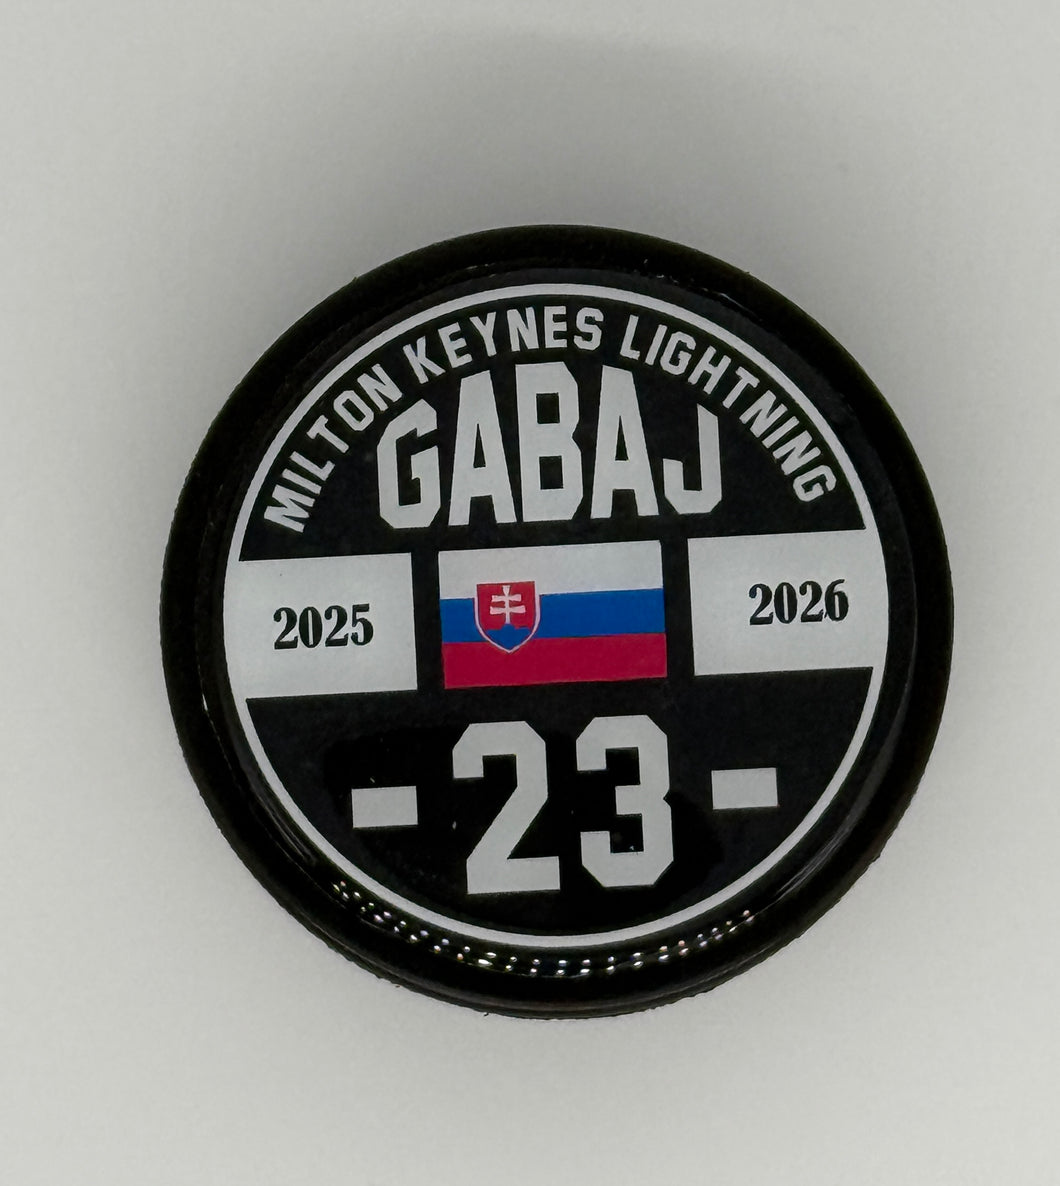 MILTON KEYNES LIGHTNING
GABAJ
2025 2026
- 23 -